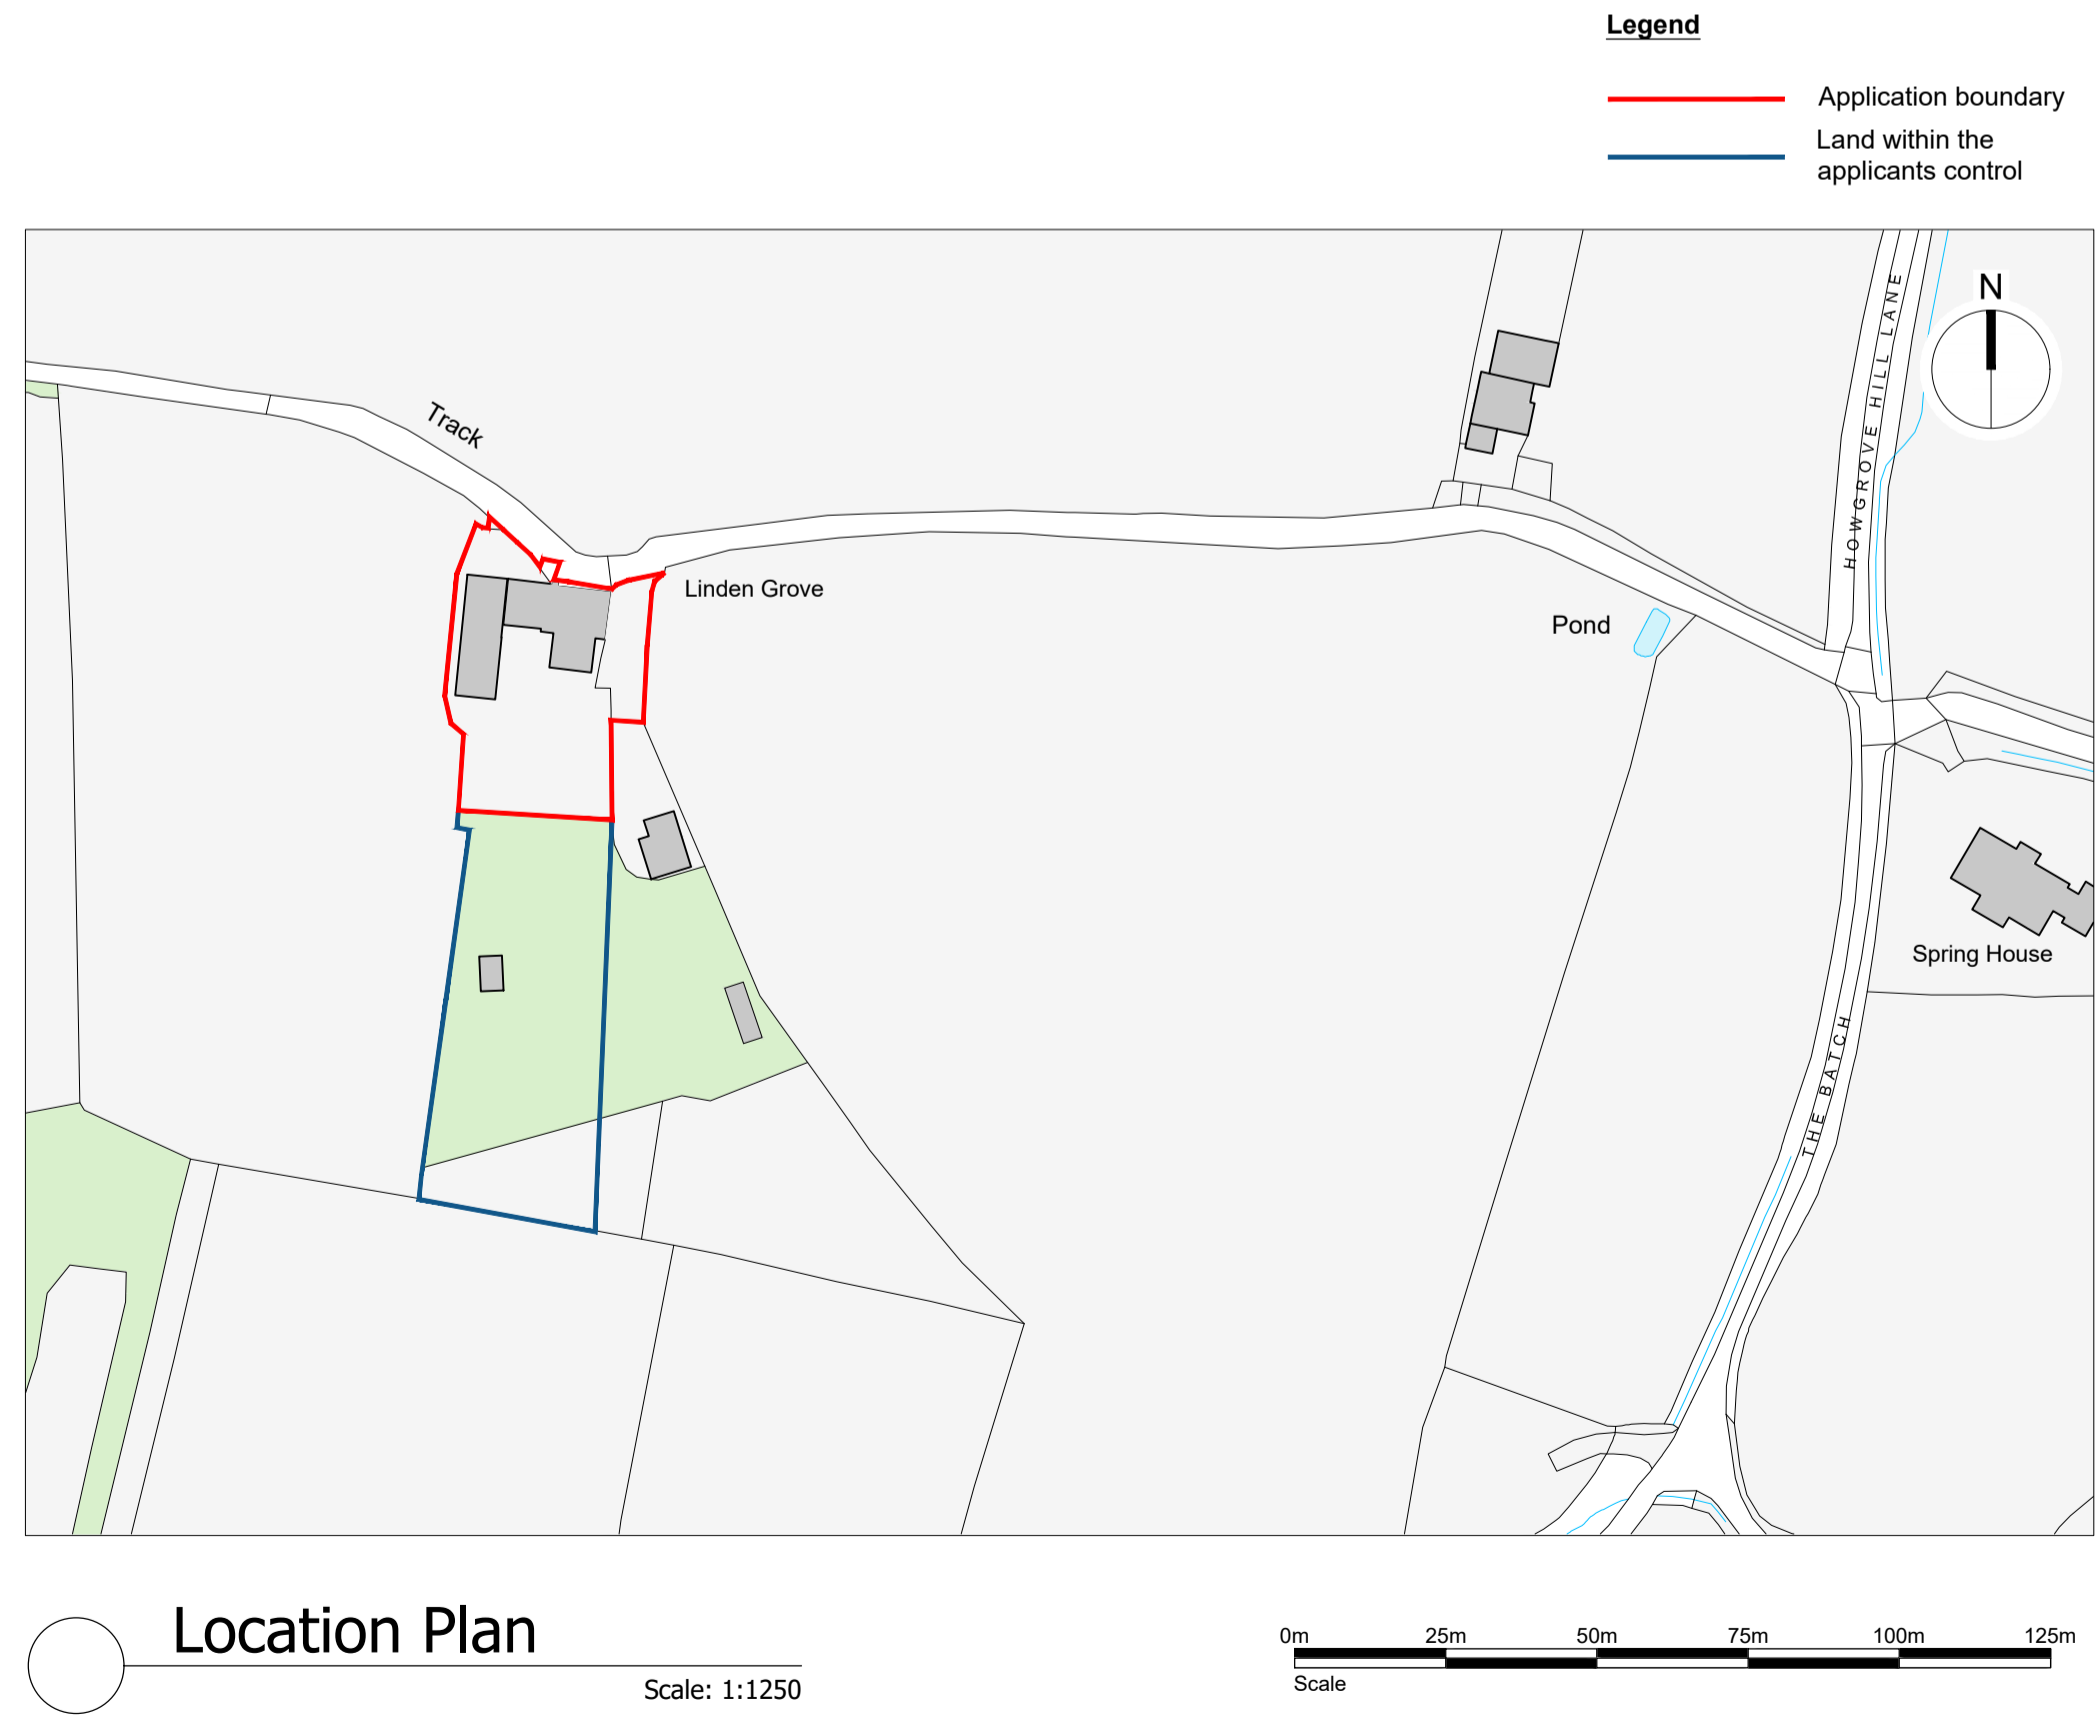 Legend
Application boundary
Land within the
applicants control
N
HOWGROVE HILL LANE
Track
Linden Grove
Pond
Spring House
THE BATCH
Location Plan
Scale: 1:1250
0m 25m 50m 75m 100m 125m
Scale